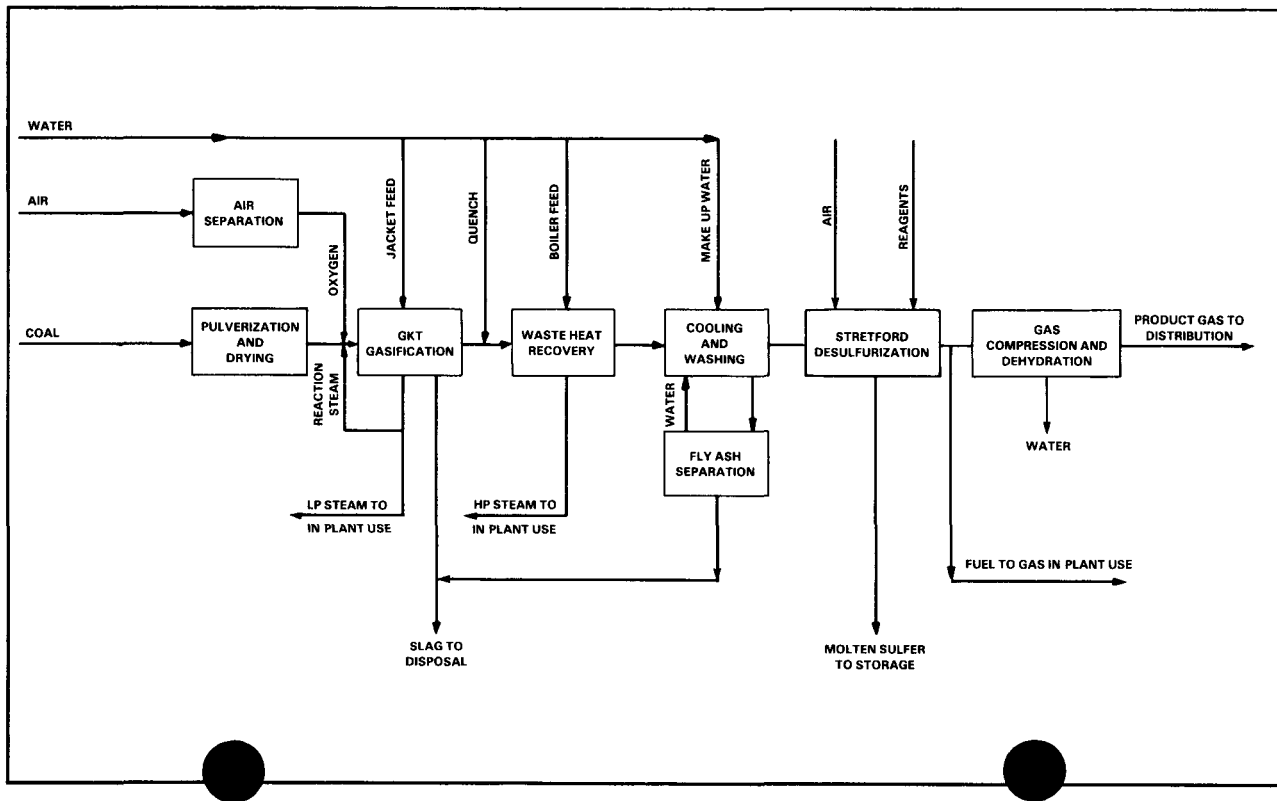 WATER
AIR
AIR
SEPARATION
OXYGEN
JACKET FEED
QUENCH
BOILER FEED
MAKE UP WATER
AIR
REAGENTS
COAL
PULVERIZATION
AND
DRYING
REACTION
STEAM
GKT
GASIFICATION
WASTE HEAT
RECOVERY
COOLING
AND
WASHING
STRETFORD
DESULFURIZATION
GAS
COMPRESSION AND
DEHYDRATION
PRODUCT GAS TO
DISTRIBUTION
WATER
FLY ASH
SEPARATION
WATER
LP STEAM TO
IN PLANT USE
HP STEAM TO
IN PLANT USE
FUEL TO GAS IN PLANT USE
SLAG TO
DISPOSAL
MOLTEN SULFER
TO STORAGE